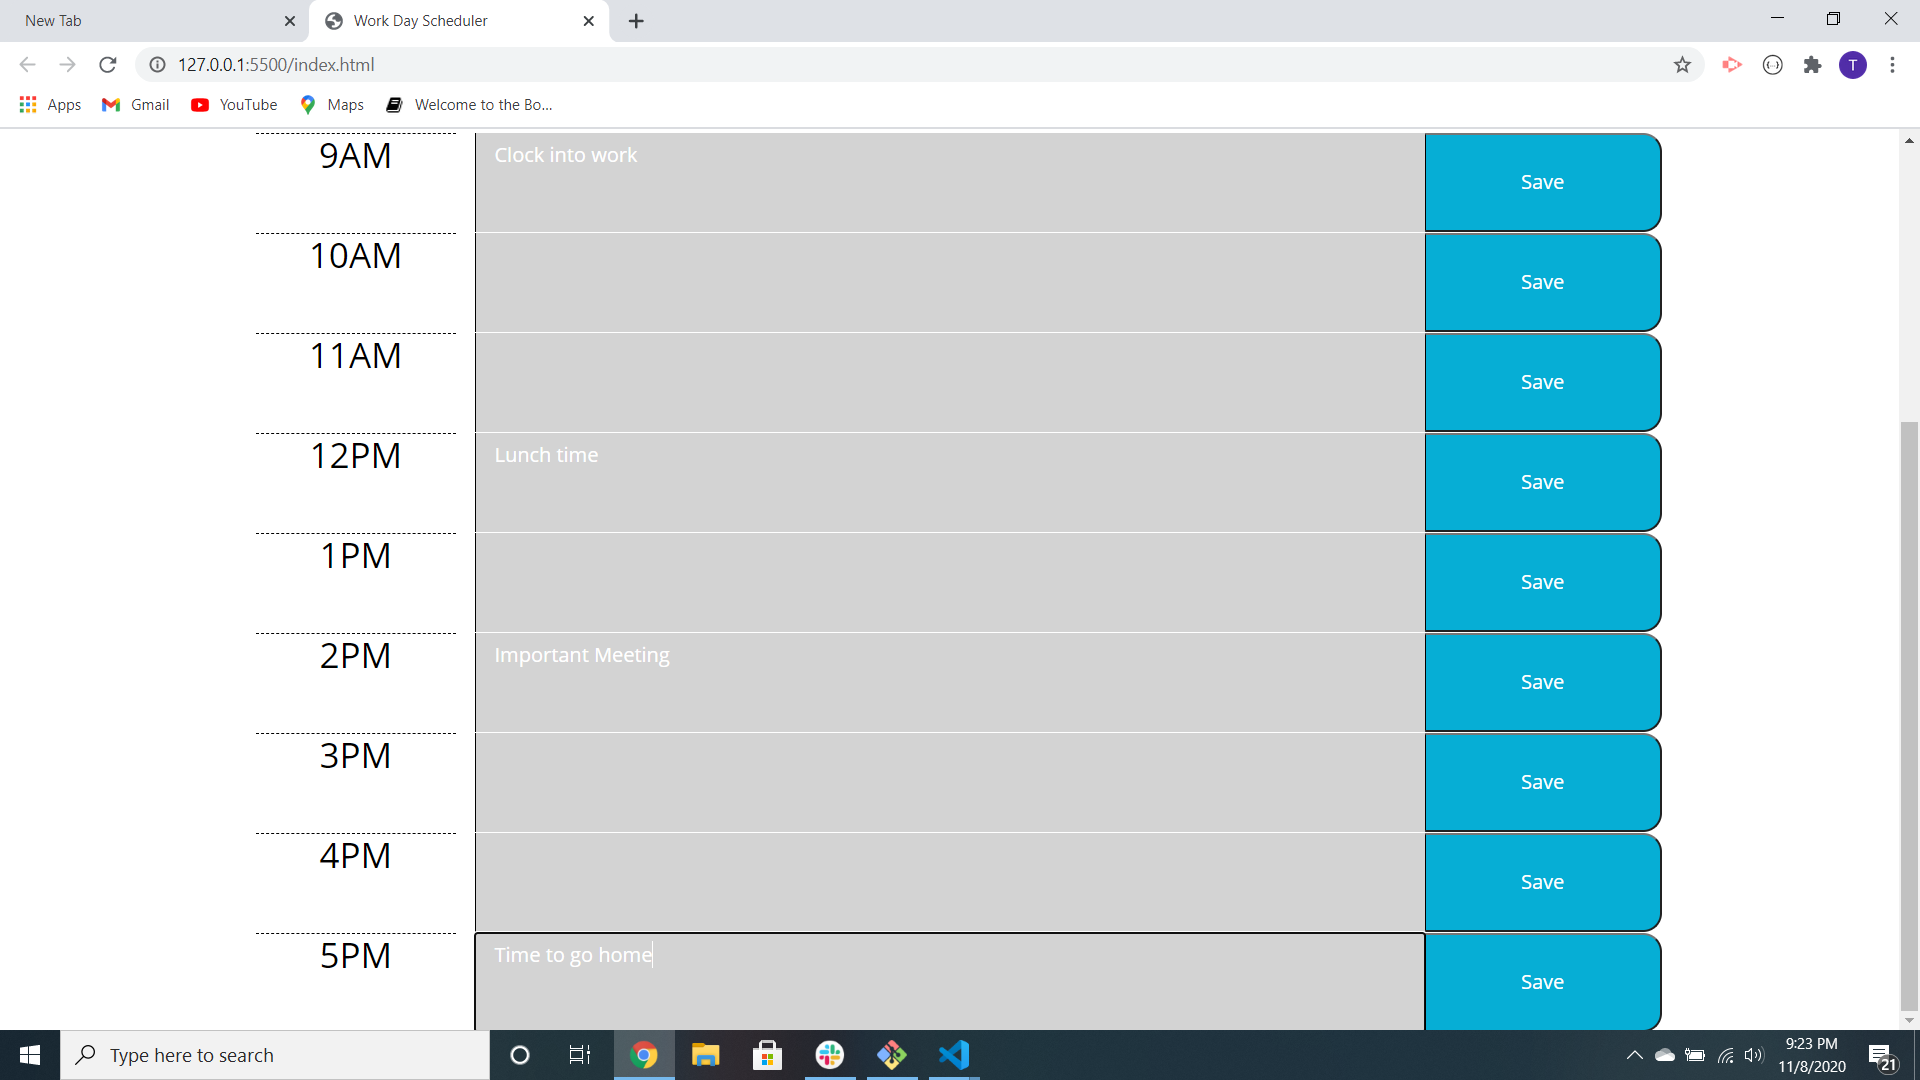 New Tab
Work Day Scheduler
127.0.0.1:5500/index.html
T
Apps
Gmail
YouTube
Maps
Welcome to the Bo...
9AM
Clock into work
Save
10AM
Save
11AM
Save
12PM
Lunch time
Save
1PM
Save
2PM
Important Meeting
Save
3PM
Save
4PM
Save
5PM
Time to go home
Save
Type here to search
9:23 PM
11/8/2020
21